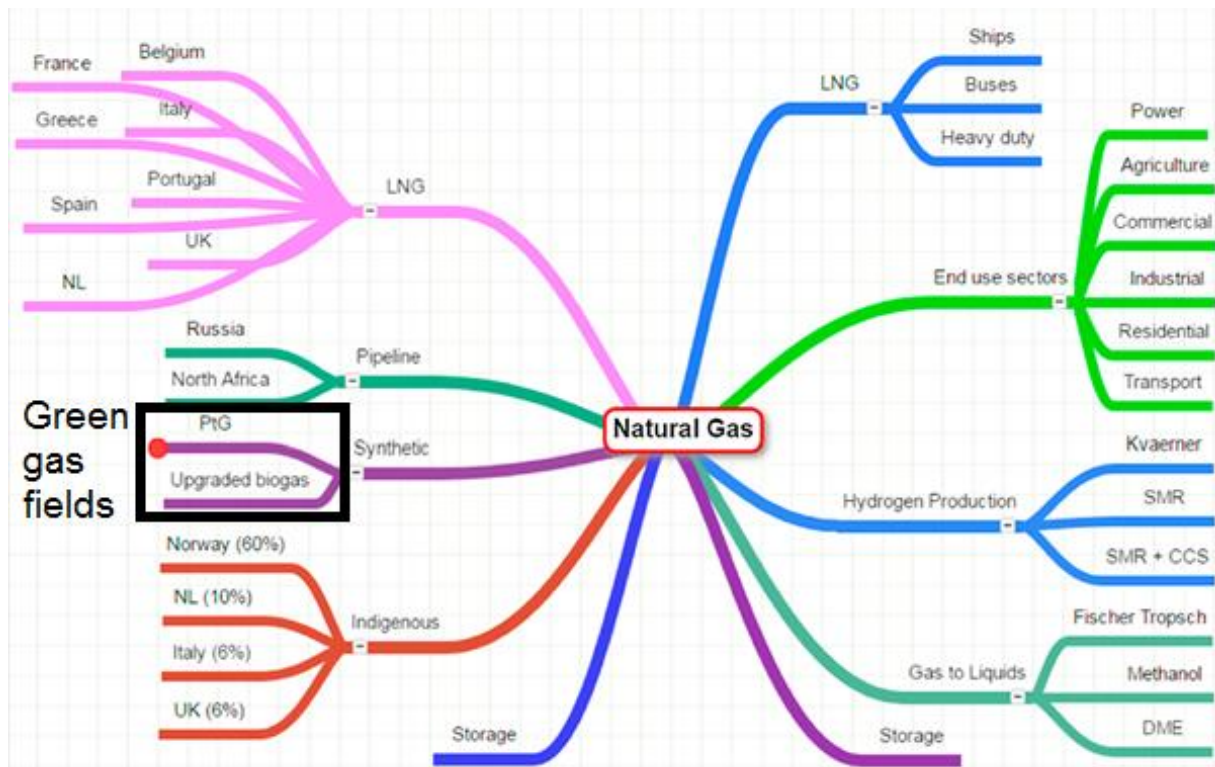 Belgium
France
Italy
Greece
Portugal
Spain
UK
NL
LNG
Russia
North Africa
Pipeline
Green
gas
fields
PtG
Upgraded biogas
Synthetic
Norway (60%)
NL (10%)
Italy (6%)
UK (6%)
Indigenous
Storage
Natural Gas
LNG
Ships
Buses
Heavy duty
End use sectors
Power
Agriculture
Commercial
Industrial
Residential
Transport
Hydrogen Production
Kvaerner
SMR
SMR + CCS
Gas to Liquids
Fischer Tropsch
Methanol
DME
Storage